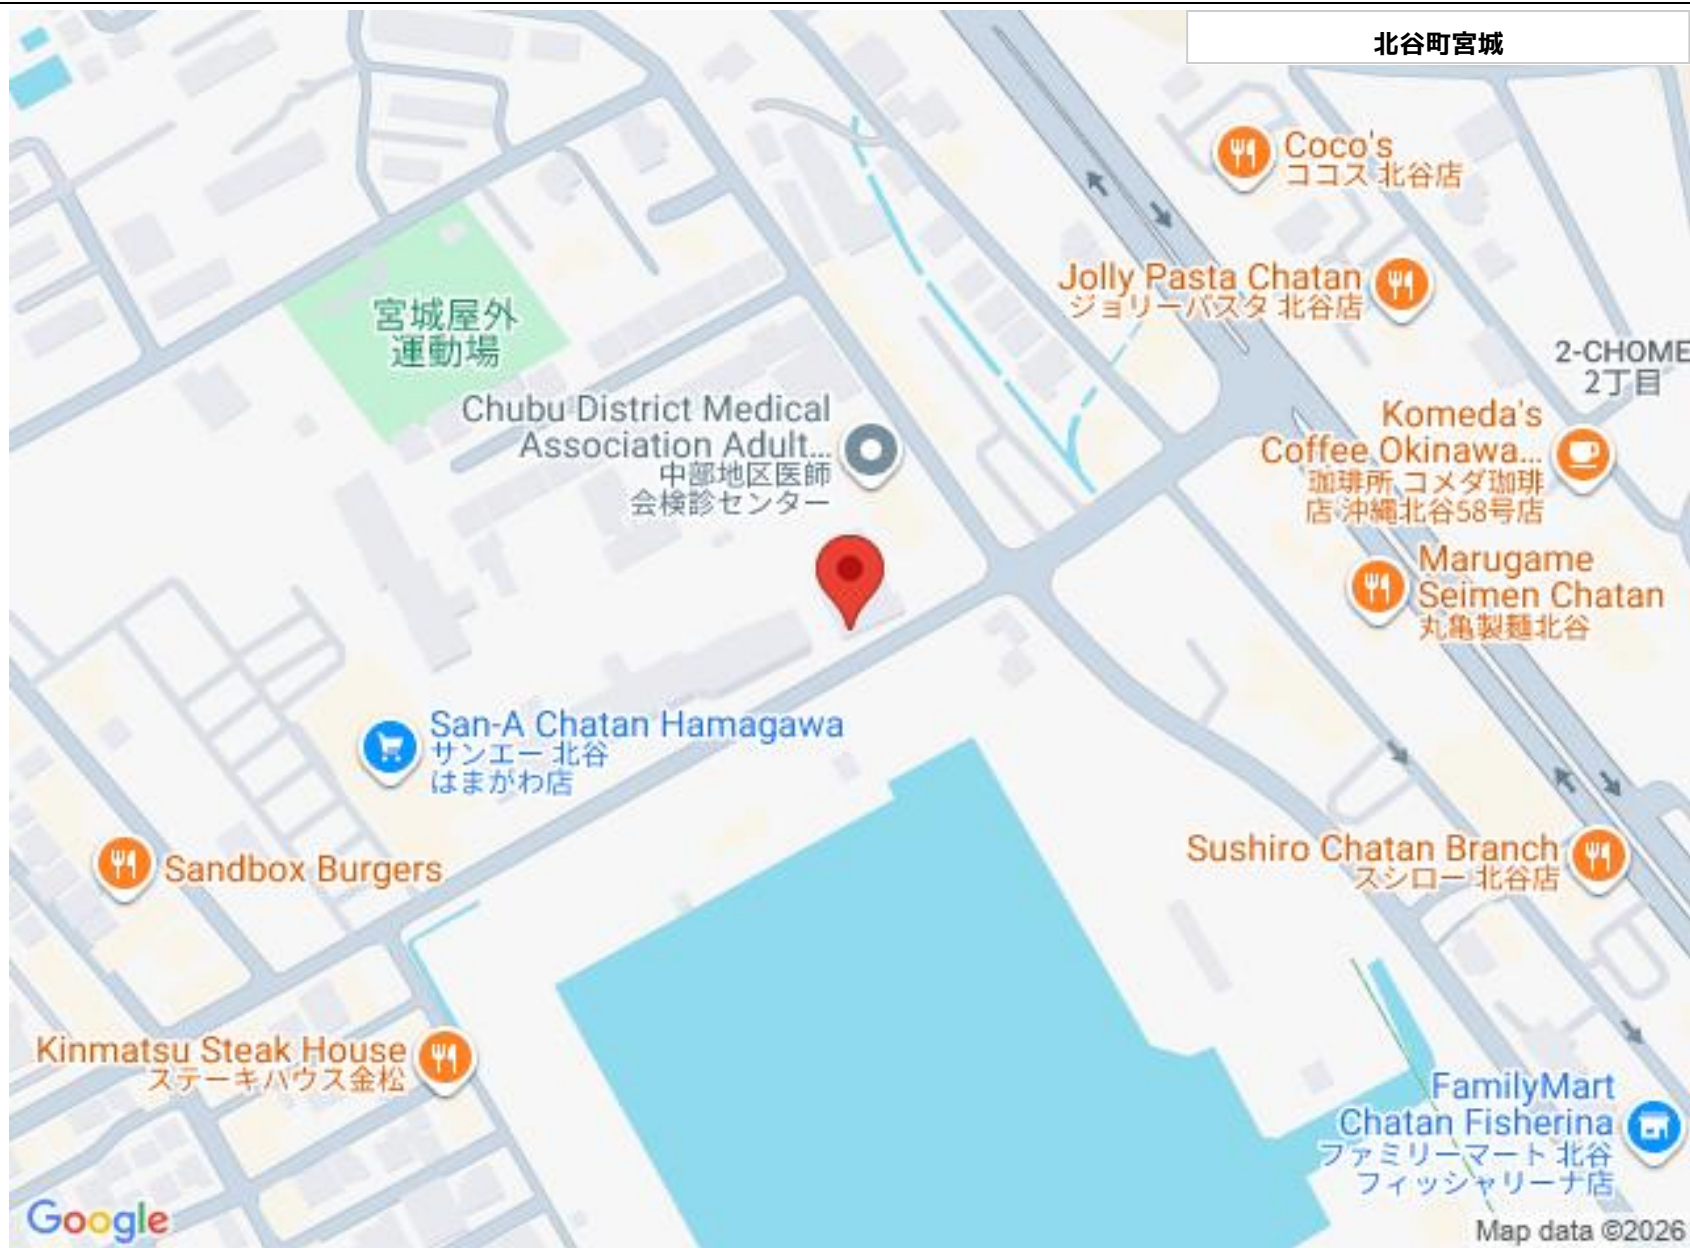 北谷町宮城
Coco's
ココス 北谷店
Jolly Pasta Chatan
ジョリーパスタ 北谷店
宮城屋外
運動場
2-CHOME
2丁目
Chubu District Medical
Association Adult...
中部地区医師
会検診センター
Komeda's
Coffee Okinawa...
珈琲所 コメダ珈琲
店 沖縄北谷58号店
Marugame
Seimen Chatan
丸亀製麺北谷
San-A Chatan Hamagawa
サンエー 北谷
はまがわ店
Sandbox Burgers
Sushiro Chatan Branch
スシロー 北谷店
Kinmatsu Steak House
ステーキハウス金松
FamilyMart
Chatan Fisherina
ファミリーマート 北谷
フィッシャリーナ店
Google
Map data ©2026